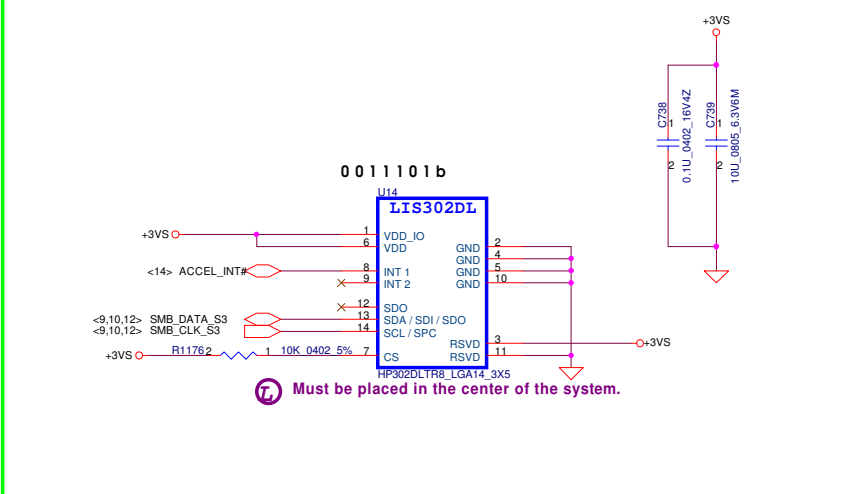 +3VS
C738
1
2
0.1U_0402_16V4Z
C739
1
2
10U_0805_6.3V6M
0011101b
U14
LIS302DL
+3VS
1
VDD_IO
6
VDD
GND
2
GND
4
<14> ACCEL_INT#
8
INT 1
GND
5
9
INT 2
GND
10
12
SDO
<9,10,12> SMB_DATA_S3
13
SDA / SDI / SDO
<9,10,12> SMB_CLK_S3
14
SCL / SPC
RSVD
3
+3VS
+3VS
R1176
2
1
10K_0402_5%
7
CS
RSVD
11
HP302DLTR8_LGA14_3X5
L
Must be placed in the center of the system.